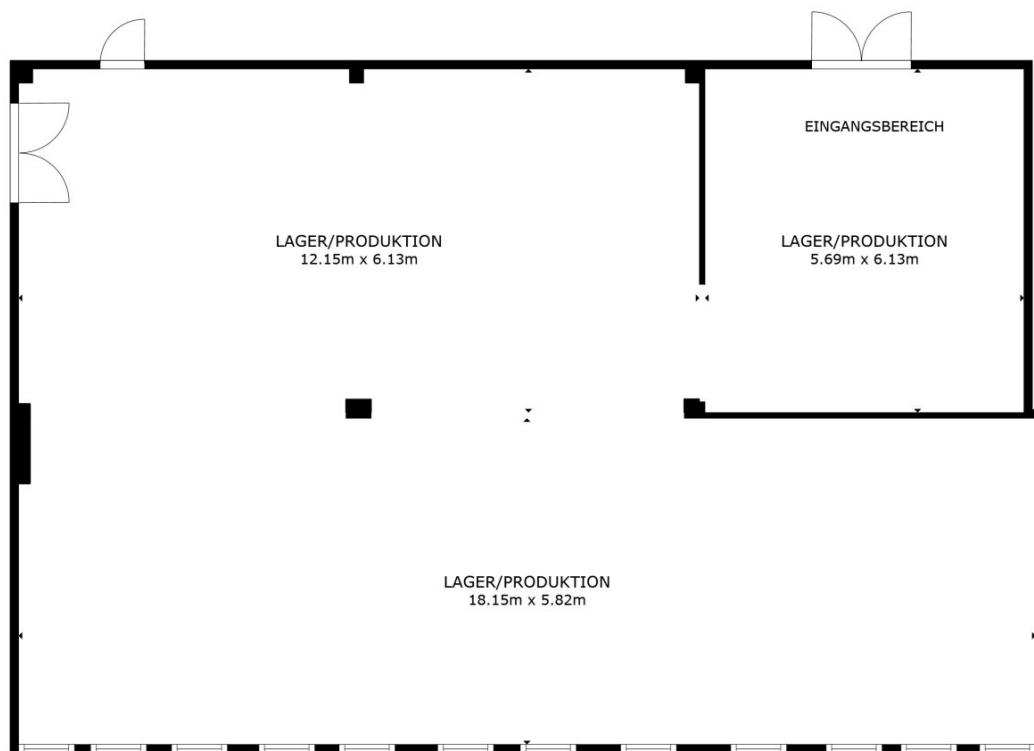 EINGANGSBEREICH
LAGER/PRODUKTION
12.15m x 6.13m
LAGER/PRODUKTION
5.69m x 6.13m
LAGER/PRODUKTION
18.15m x 5.82m